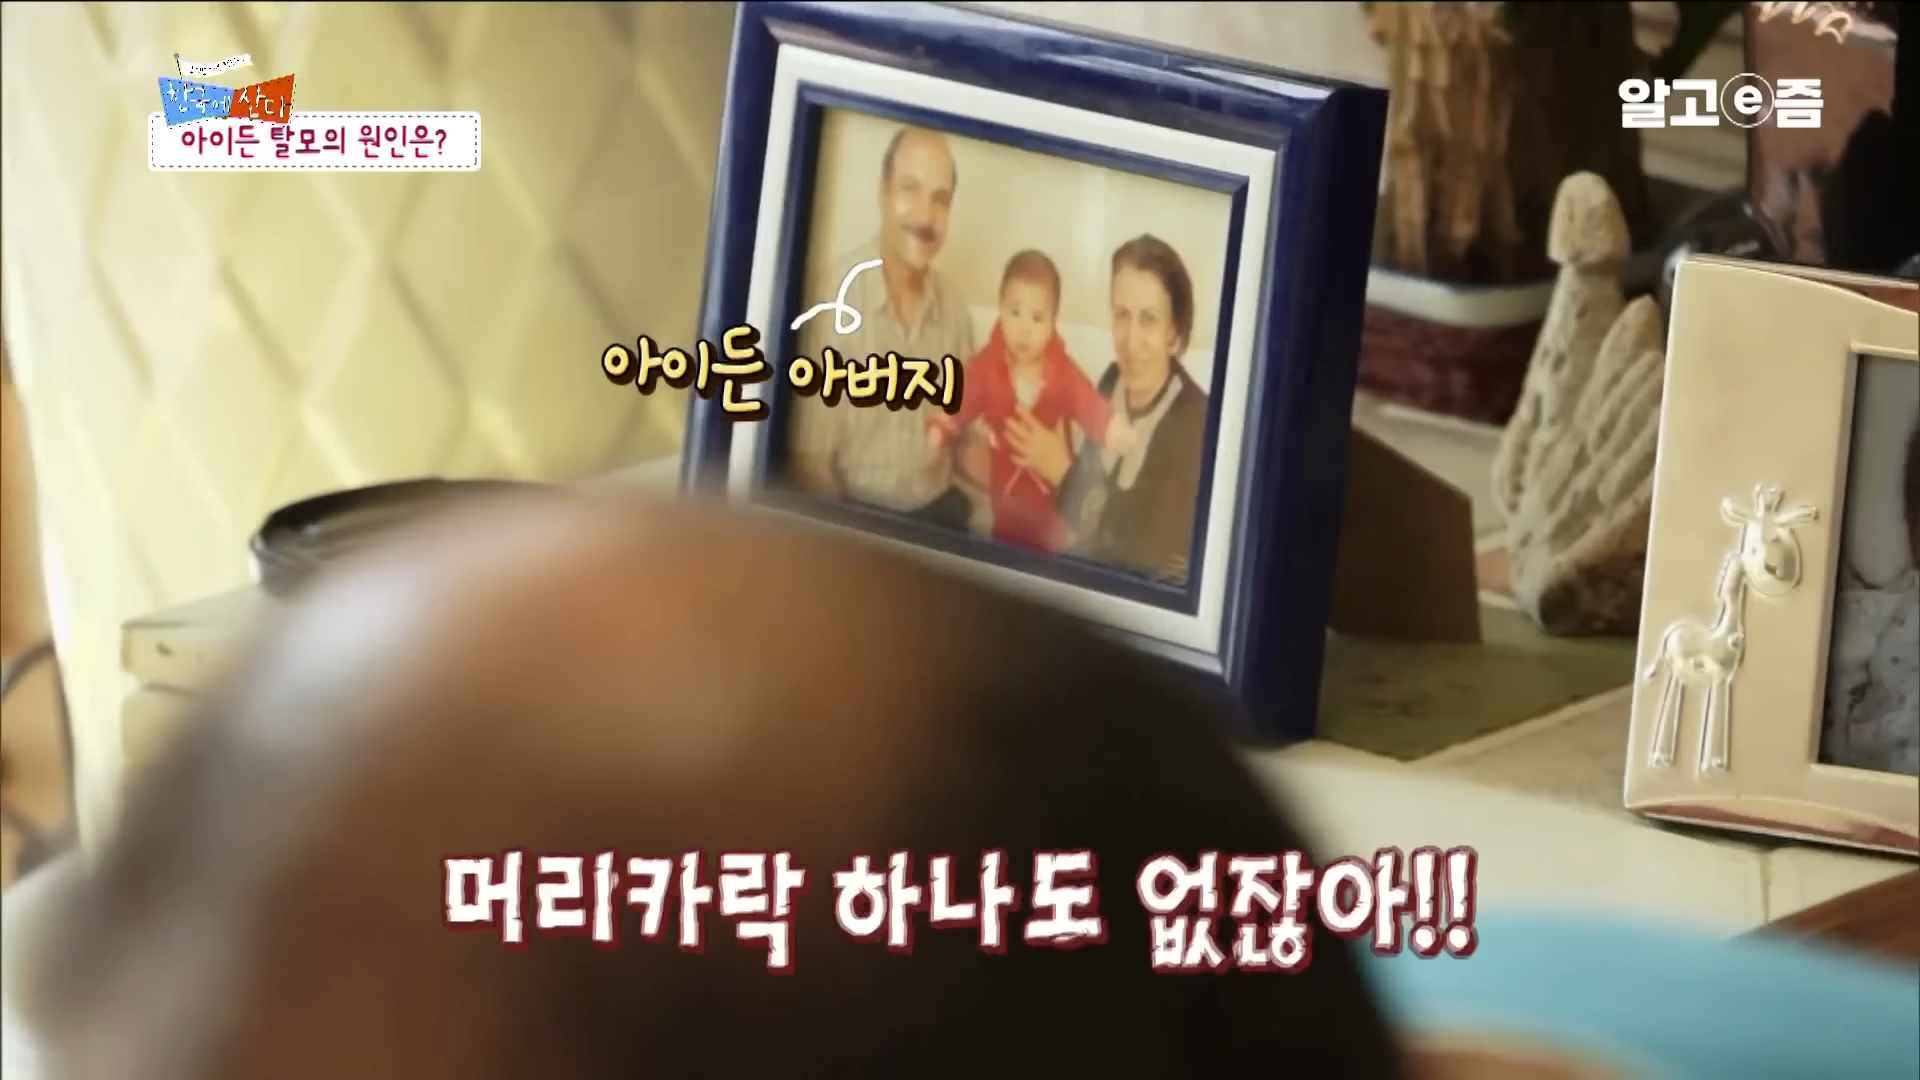 한국에 산다
아이든 탈모의 원인은?
알고e즘
아이든 아버지
머리카락 하나도 없잖아!!